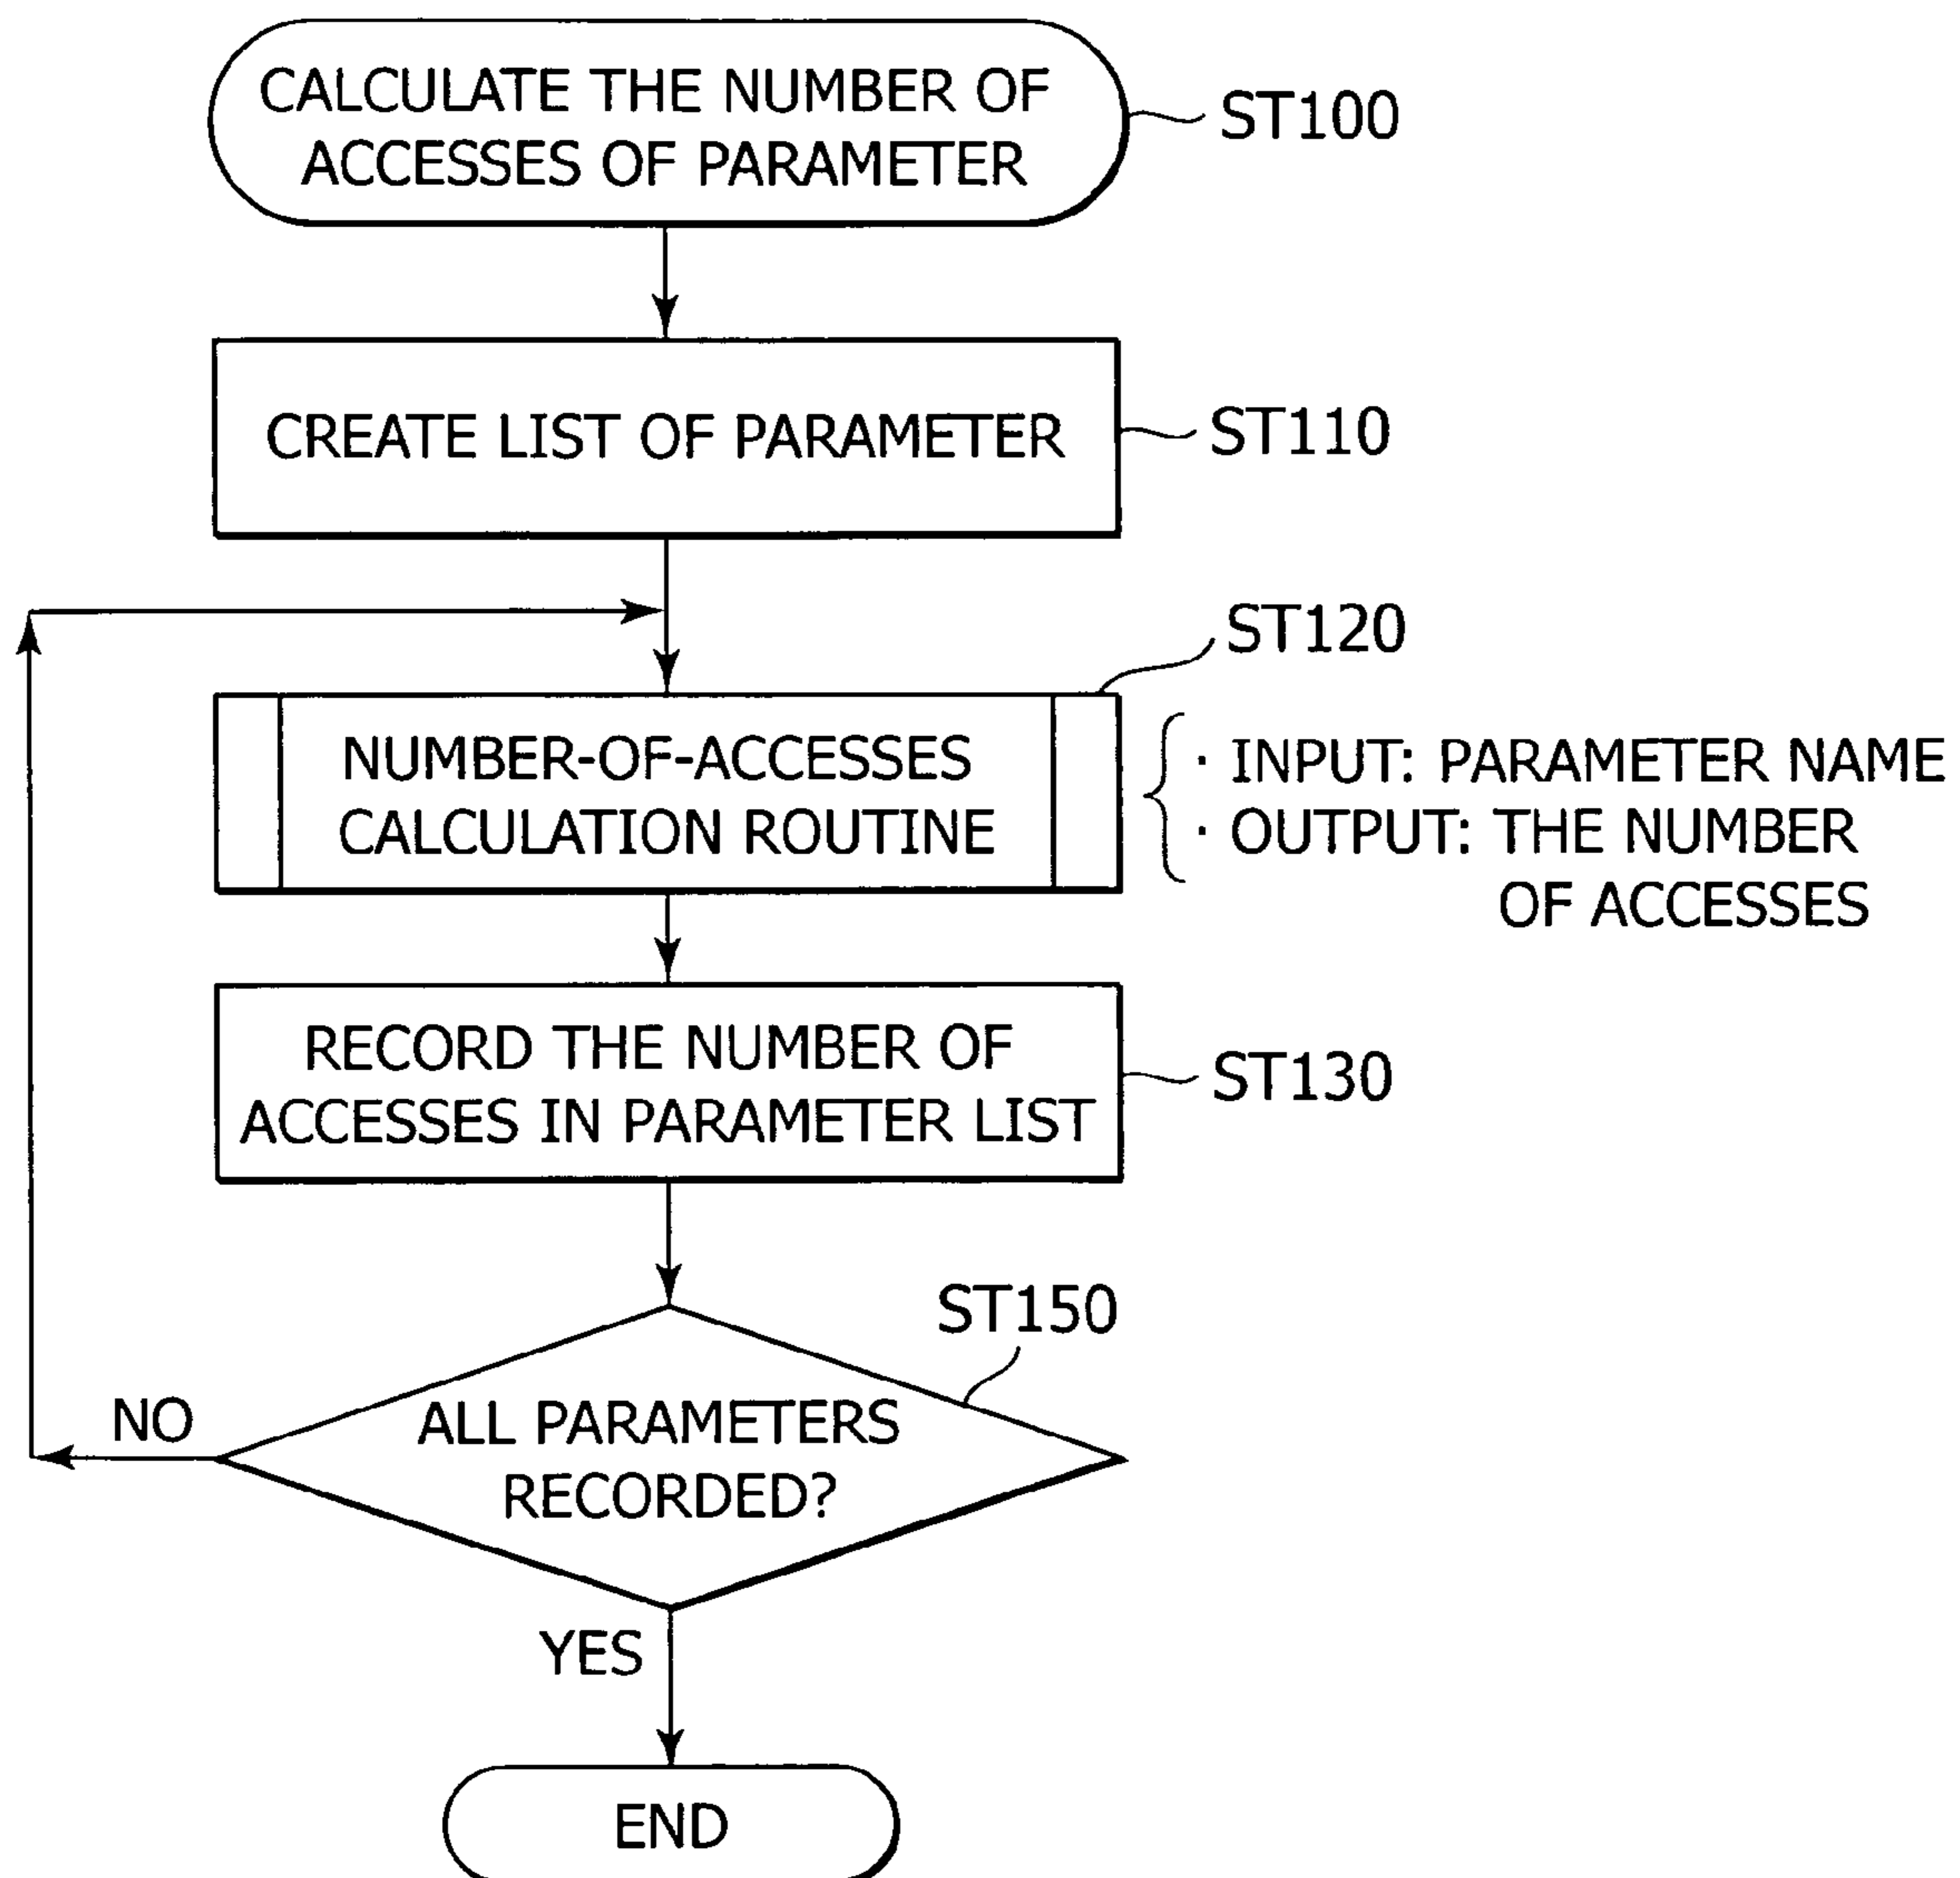 CALCULATE THE NUMBER OF
ACCESSES OF PARAMETER
ST100
CREATE LIST OF PARAMETER
ST110
ST120
NUMBER-OF-ACCESSES
CALCULATION ROUTINE
· INPUT: PARAMETER NAME
· OUTPUT: THE NUMBER
OF ACCESSES
RECORD THE NUMBER OF
ACCESSES IN PARAMETER LIST
ST130
ST150
ALL PARAMETERS
RECORDED?
NO
YES
END